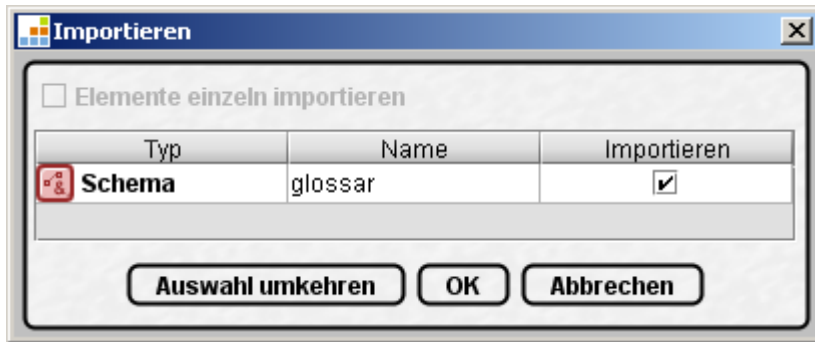 Importieren
Elemente einzeln importieren
Typ Name Importieren
Schema glossar
Auswahl umkehren OK Abbrechen